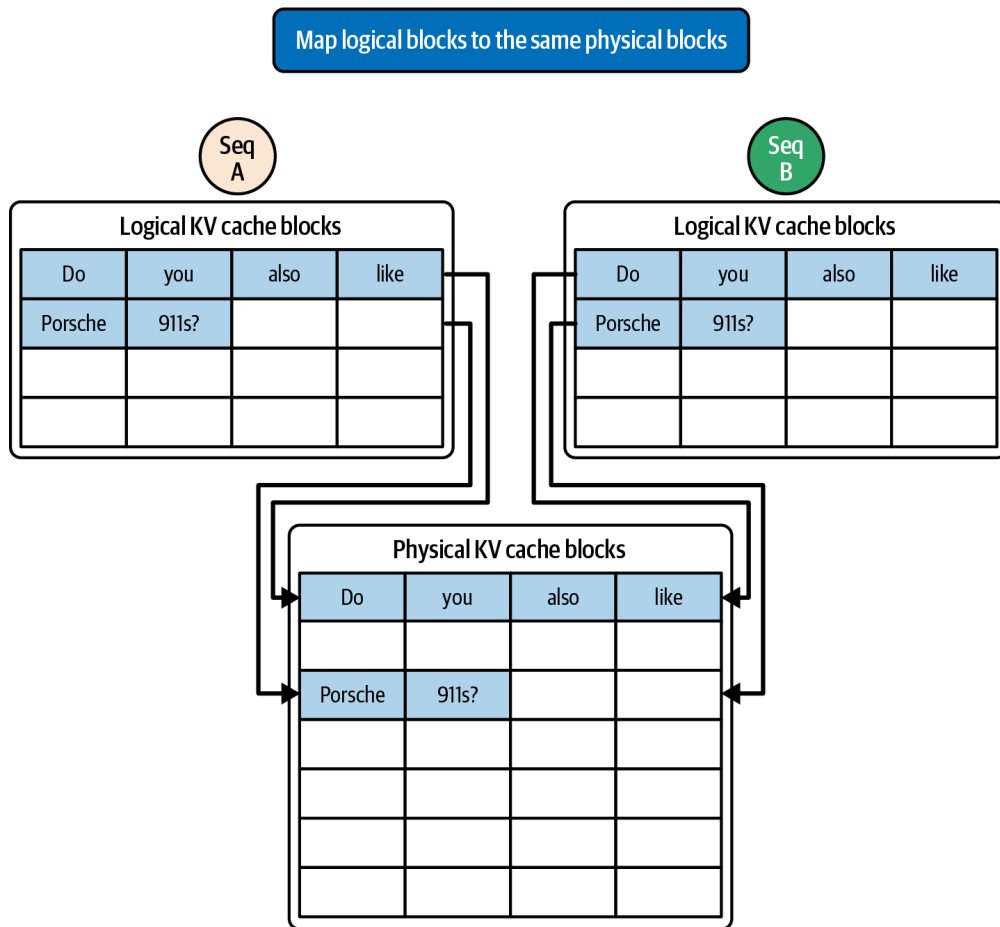 Map logical blocks to the same physical blocks
Seq
A
Seq
B
Logical KV cache blocks
Do you also like
Porsche 911s?
Logical KV cache blocks
Do you also like
Porsche 911s?
Physical KV cache blocks
Do you also like
Porsche 911s?